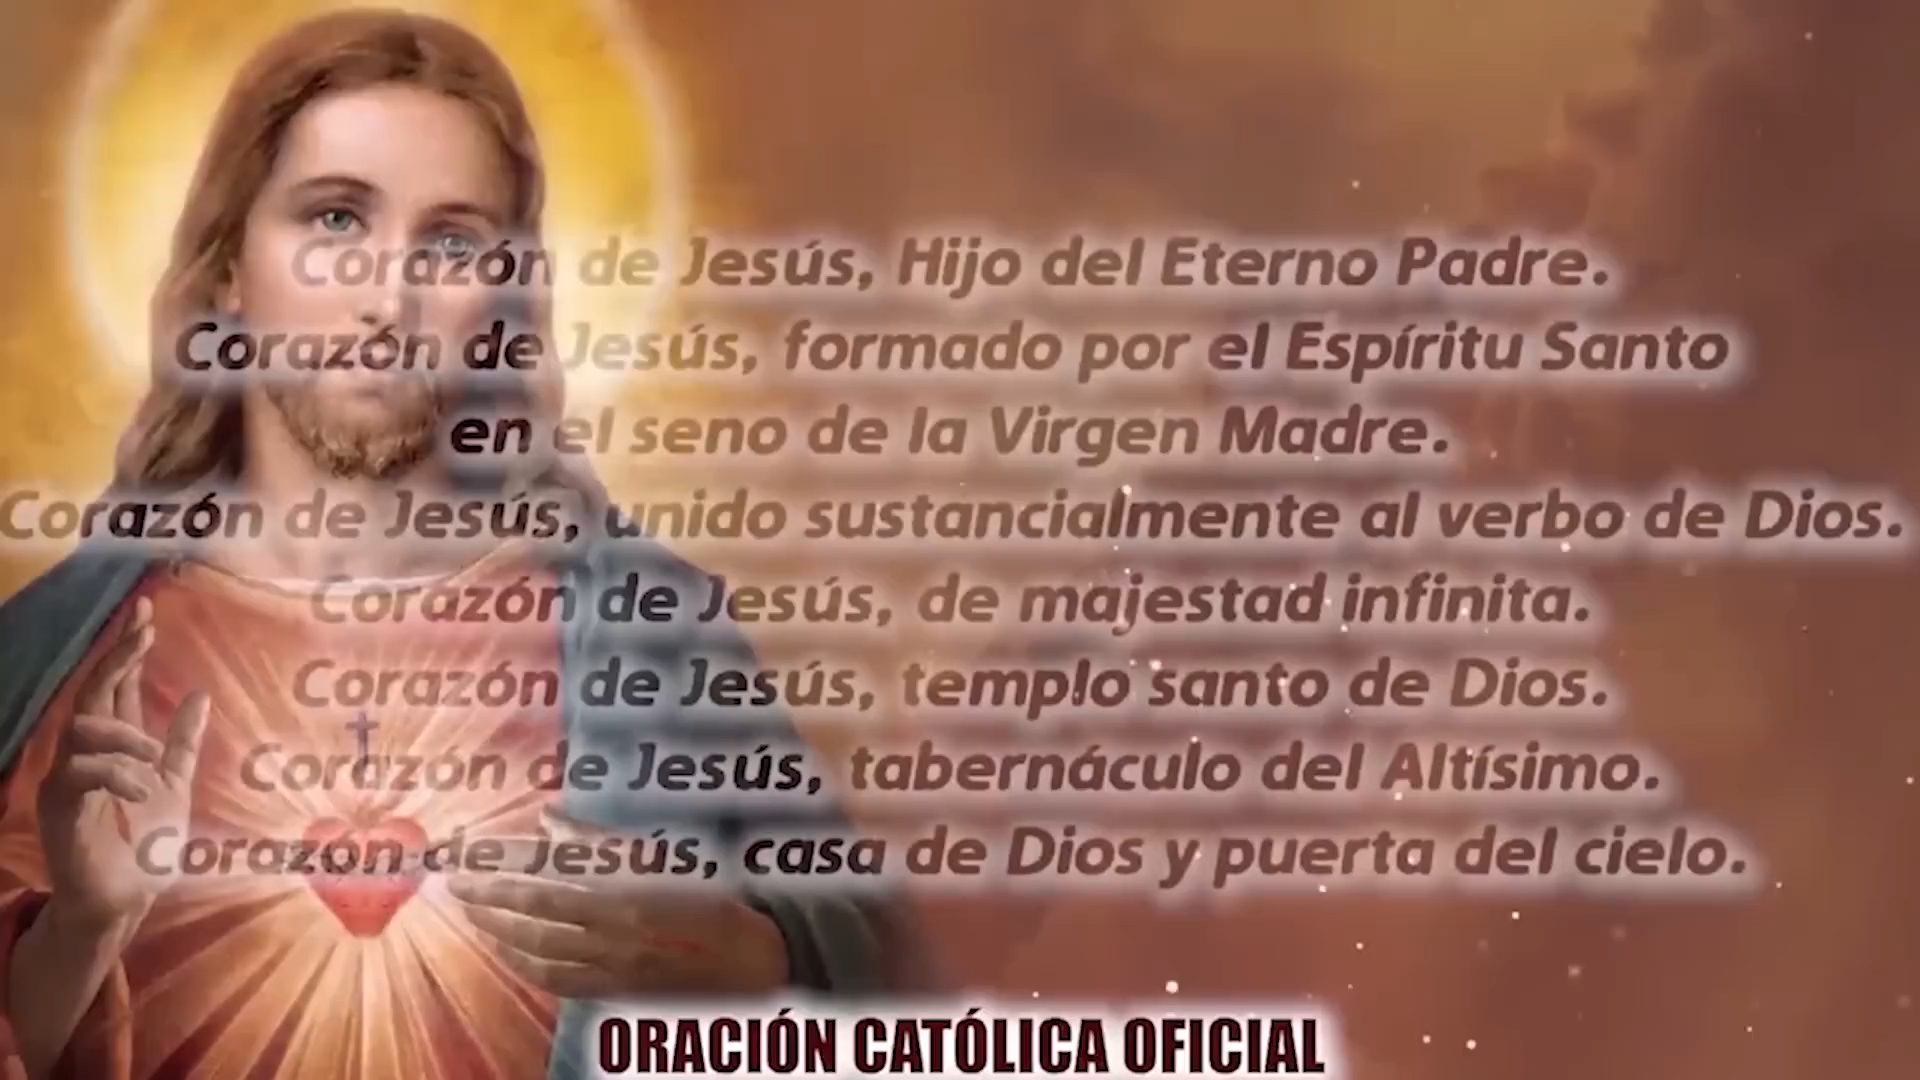 Corazón de Jesús, Hijo del Eterno Padre.
Corazón de Jesús, formado por el Espíritu Santo
en el seno de la Virgen Madre.
Corazón de Jesús, unido sustancialmente al verbo de Dios.
Corazón de Jesús, de majestad infinita.
Corazón de Jesús, templo santo de Dios.
Corazón de Jesús, tabernáculo del Altísimo.
Corazón de Jesús, casa de Dios y puerta del cielo.
ORACIÓN CATÓLICA OFICIAL